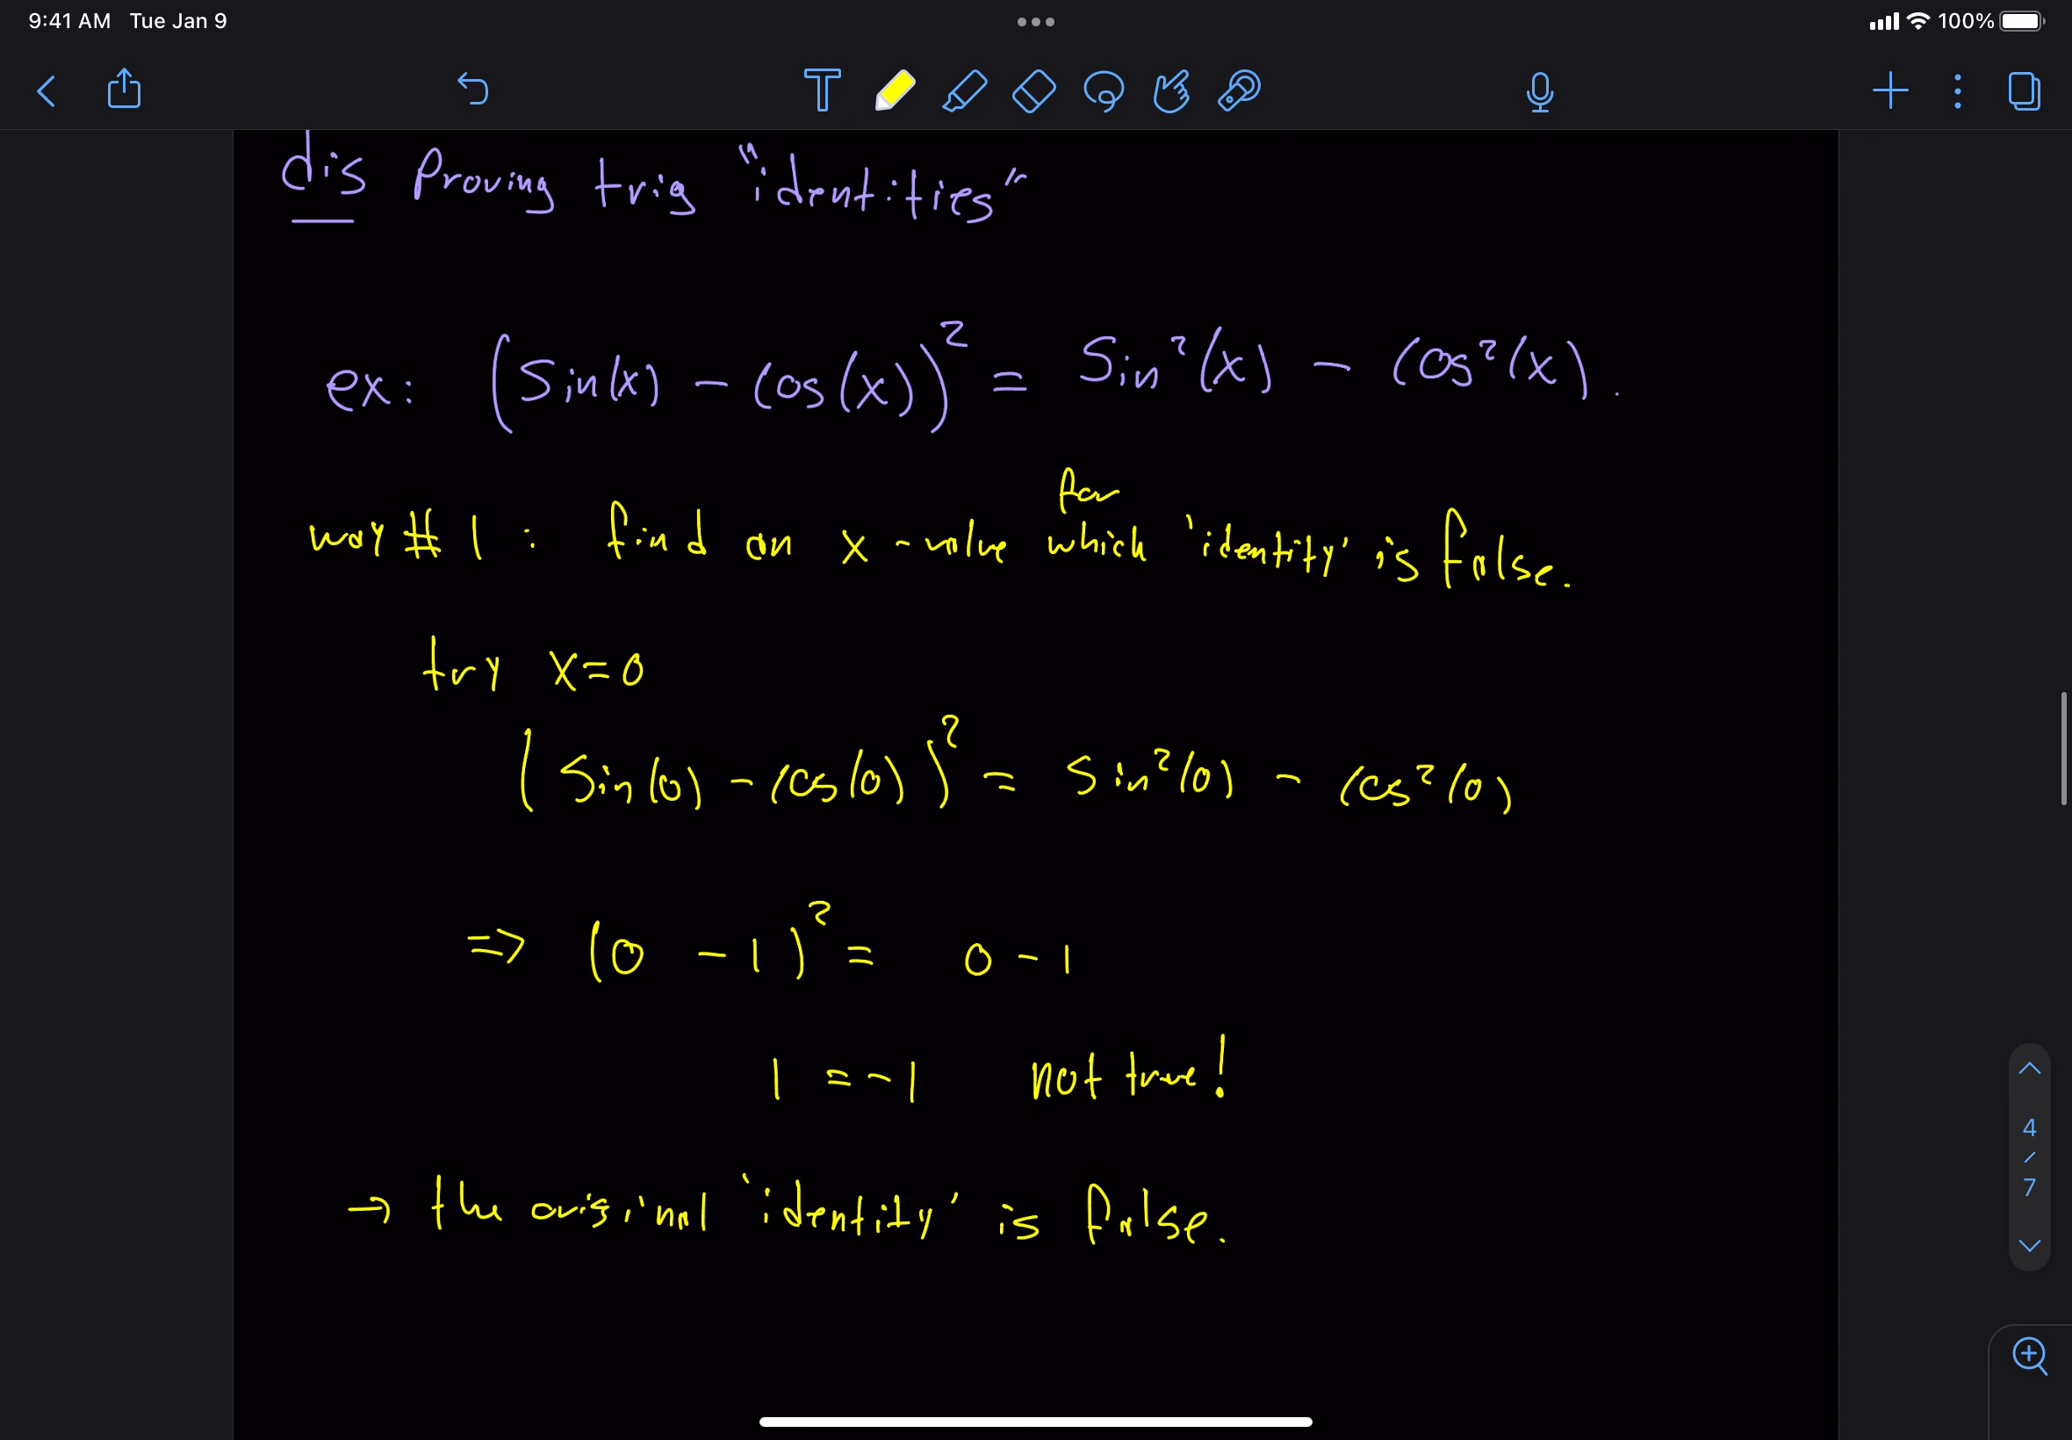 9:41 AM Tue Jan 9
100%
dis Proving trig "identities"
ex: (Sin(x) - Cos(x))² = Sin²(x) - Cos²(x).
for
way # 1 : find an x-value which 'identity' is false.
try x=0
(Sin(0) - Cos(0))² = Sin²(0) - Cos²(0)
=> (0 - 1)² = 0 - 1
1 = -1 not true!
→ the original 'identity' is false.
4
/
7